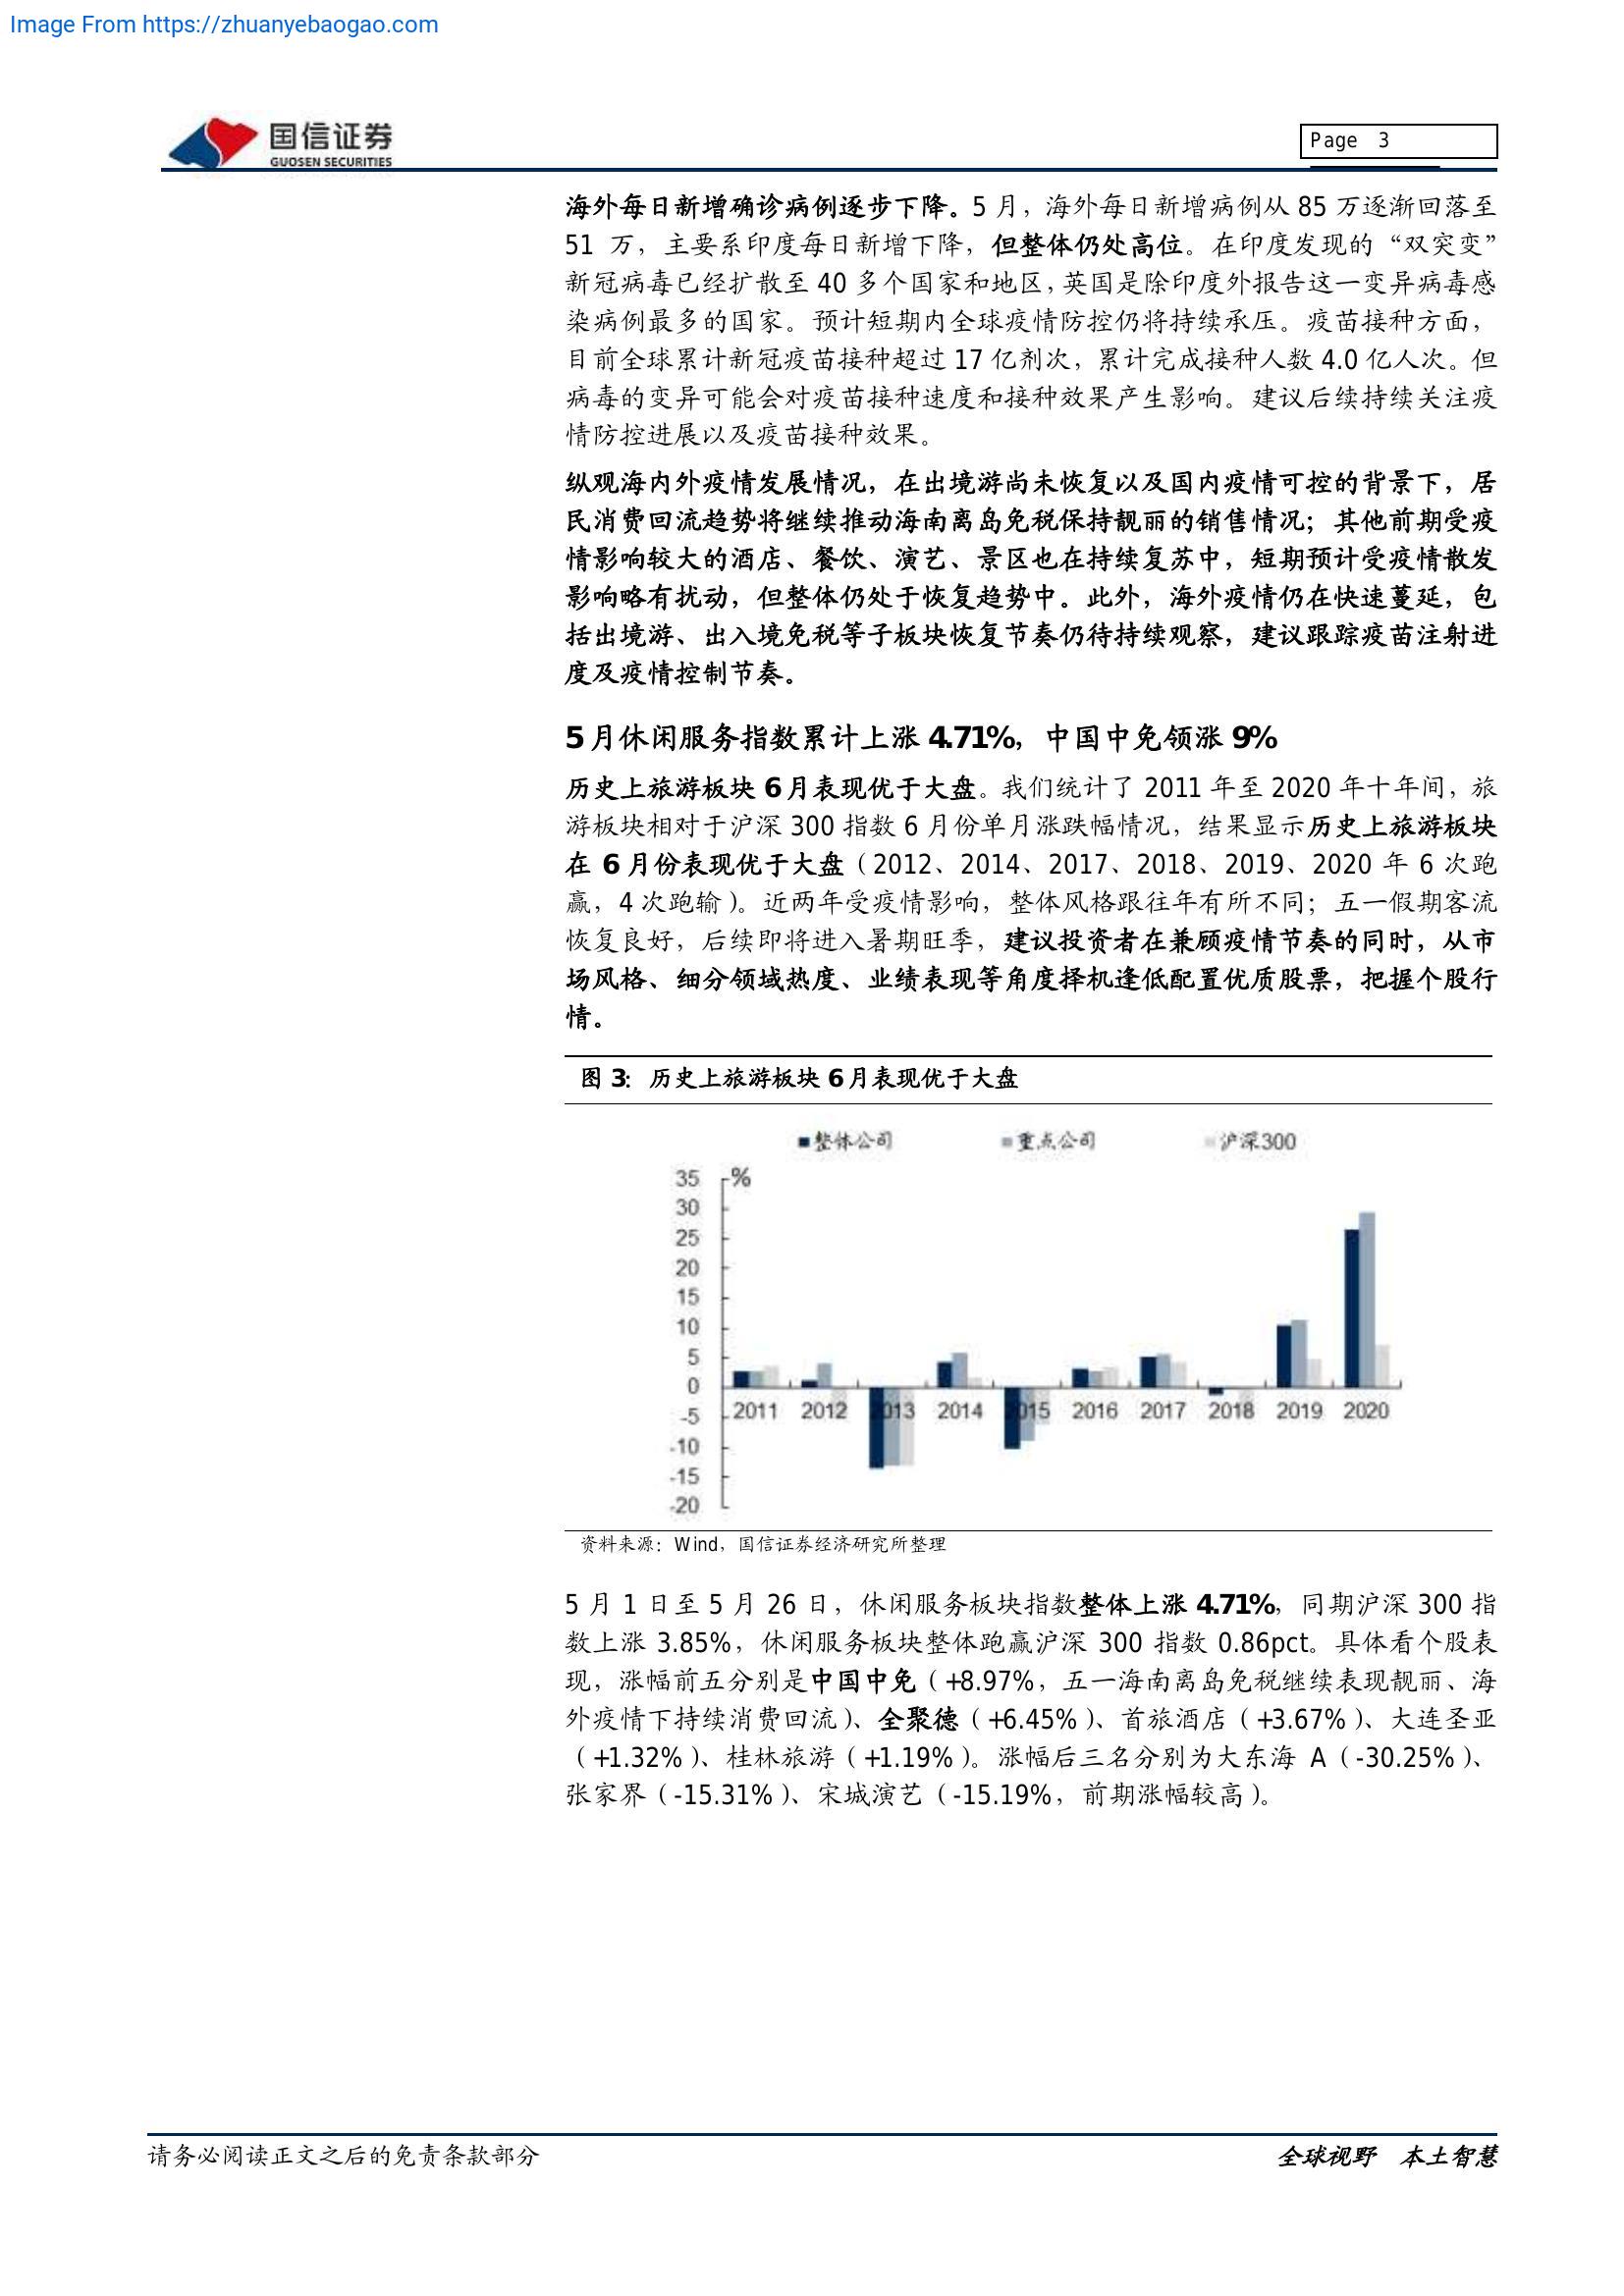 Image From https://zhuanyebaogao.com
国信证券
GUOSEN SECURITIES
Page 3
海外每日新增确诊病例逐步下降。5 月，海外每日新增病例从 85 万逐渐回落至
51 万，主要系印度每日新增下降，但整体仍处高位。在印度发现的“双突变”
新冠病毒已经扩散至 40 多个国家和地区，英国是除印度外报告这一变异病毒感
染病例最多的国家。预计短期内全球疫情防控仍将持续承压。疫苗接种方面，
目前全球累计新冠疫苗接种超过 17 亿剂次，累计完成接种人数 4.0 亿人次。但
病毒的变异可能会对疫苗接种速度和接种效果产生影响。建议后续持续关注疫
情防控进展以及疫苗接种效果。
纵观海内外疫情发展情况，在出境游尚未恢复以及国内疫情可控的背景下，居
民消费回流趋势将继续推动海南离岛免税保持靓丽的销售情况；其他前期受疫
情影响较大的酒店、餐饮、演艺、景区也在持续复苏中，短期预计受疫情散发
影响略有扰动，但整体仍处于恢复趋势中。此外，海外疫情仍在快速蔓延，包
括出境游、出入境免税等子板块恢复节奏仍待持续观察，建议跟踪疫苗注射进
度及疫情控制节奏。
5 月休闲服务指数累计上涨 4.71%，中国中免领涨 9%
历史上旅游板块 6 月表现优于大盘。我们统计了 2011 年至 2020 年十年间，旅
游板块相对于沪深 300 指数 6 月份单月涨跌幅情况，结果显示历史上旅游板块
在 6 月份表现优于大盘（2012、2014、2017、2018、2019、2020 年 6 次跑
赢，4 次跑输）。近两年受疫情影响，整体风格跟往年有所不同；五一假期客流
恢复良好，后续即将进入暑期旺季，建议投资者在兼顾疫情节奏的同时，从市
场风格、细分领域热度、业绩表现等角度择机逢低配置优质股票，把握个股行
情。
图 3：历史上旅游板块 6 月表现优于大盘
整体公司 重点公司 沪深300
%
35
30
25
20
15
10
5
0
-5
-10
-15
-20
2011 2012 2013 2014 2015 2016 2017 2018 2019 2020
资料来源：Wind，国信证券经济研究所整理
5 月 1 日至 5 月 26 日，休闲服务板块指数整体上涨 4.71%，同期沪深 300 指
数上涨 3.85%，休闲服务板块整体跑赢沪深 300 指数 0.86pct。具体看个股表
现，涨幅前五分别是中国中免（+8.97%，五一海南离岛免税继续表现靓丽、海
外疫情下持续消费回流）、全聚德（+6.45%）、首旅酒店（+3.67%）、大连圣亚
（+1.32%）、桂林旅游（+1.19%）。涨幅后三名分别为大东海 A（-30.25%）、
张家界（-15.31%）、宋城演艺（-15.19%，前期涨幅较高）。
请务必阅读正文之后的免责条款部分
全球视野 本土智慧